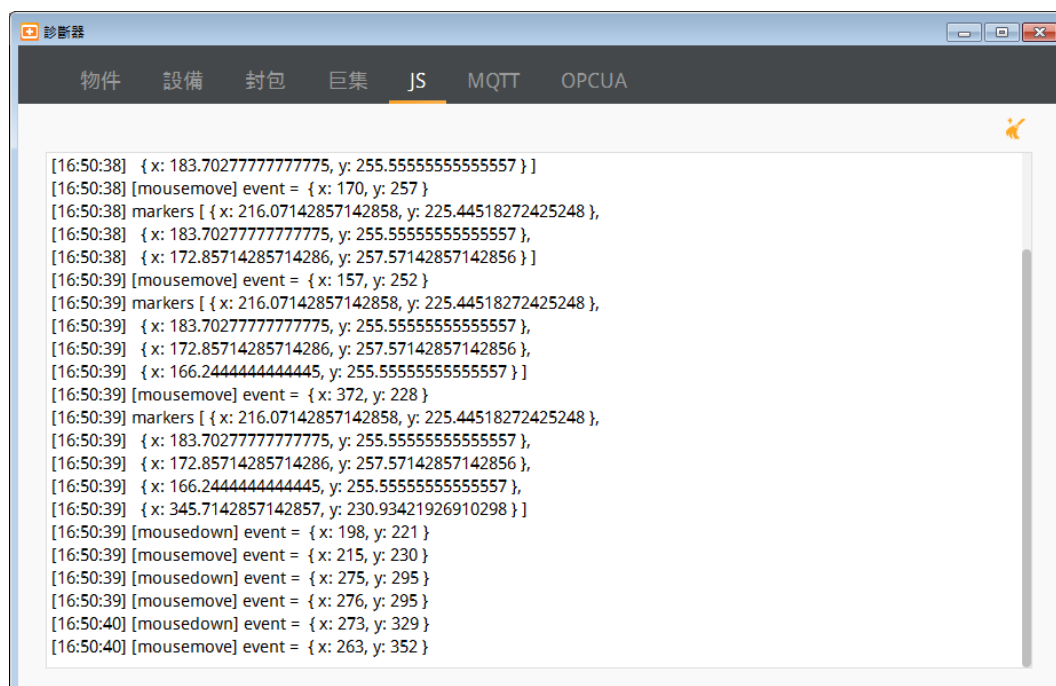 診斷器
物件 設備 封包 巨集 JS MQTT OPCUA
[16:50:38] { x: 183.70277777777775, y: 255.55555555555557 } ]
[16:50:38] [mousemove] event = { x: 170, y: 257 }
[16:50:38] markers [ { x: 216.07142857142858, y: 225.44518272425248 },
[16:50:38] { x: 183.70277777777775, y: 255.55555555555557 },
[16:50:38] { x: 172.85714285714286, y: 257.57142857142856 } ]
[16:50:39] [mousemove] event = { x: 157, y: 252 }
[16:50:39] markers [ { x: 216.07142857142858, y: 225.44518272425248 },
[16:50:39] { x: 183.70277777777775, y: 255.55555555555557 },
[16:50:39] { x: 172.85714285714286, y: 257.57142857142856 },
[16:50:39] { x: 166.2444444444445, y: 255.55555555555557 } ]
[16:50:39] [mousemove] event = { x: 372, y: 228 }
[16:50:39] markers [ { x: 216.07142857142858, y: 225.44518272425248 },
[16:50:39] { x: 183.70277777777775, y: 255.55555555555557 },
[16:50:39] { x: 172.85714285714286, y: 257.57142857142856 },
[16:50:39] { x: 166.2444444444445, y: 255.55555555555557 },
[16:50:39] { x: 345.7142857142857, y: 230.93421926910298 } ]
[16:50:39] [mousedown] event = { x: 198, y: 221 }
[16:50:39] [mousemove] event = { x: 215, y: 230 }
[16:50:39] [mousedown] event = { x: 275, y: 295 }
[16:50:39] [mousemove] event = { x: 276, y: 295 }
[16:50:40] [mousedown] event = { x: 273, y: 329 }
[16:50:40] [mousemove] event = { x: 263, y: 352 }